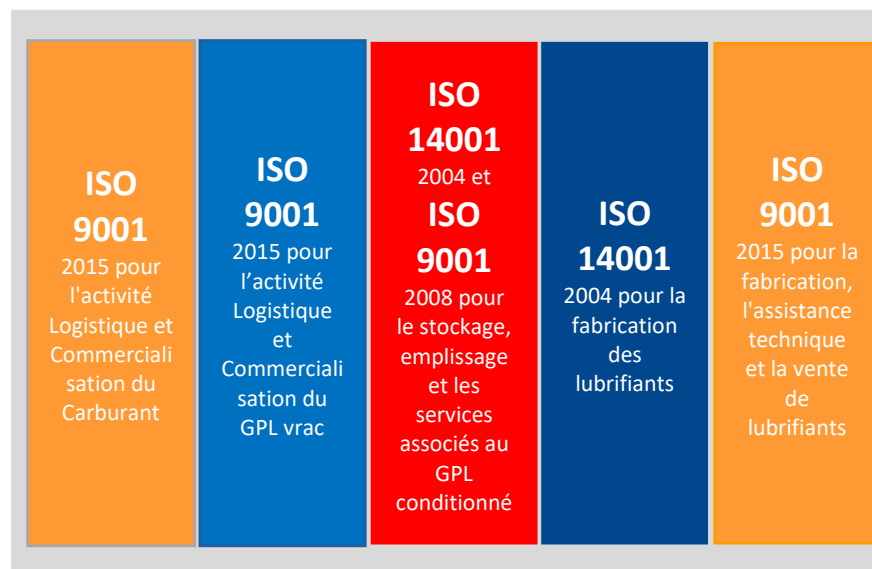 ISO
9001
2015 pour
l'activité
Logistique et
Commerciali
sation du
Carburant
ISO
9001
2015 pour
l’activité
Logistique
et
Commerciali
sation du
GPL vrac
ISO
14001
2004 et
ISO
9001
2008 pour
le stockage,
emplissage
et les
services
associés au
GPL
conditionné
ISO
14001
2004 pour la
fabrication
des
lubrifiants
ISO
9001
2015 pour la
fabrication,
l'assistance
technique
et la vente
de
lubrifiants